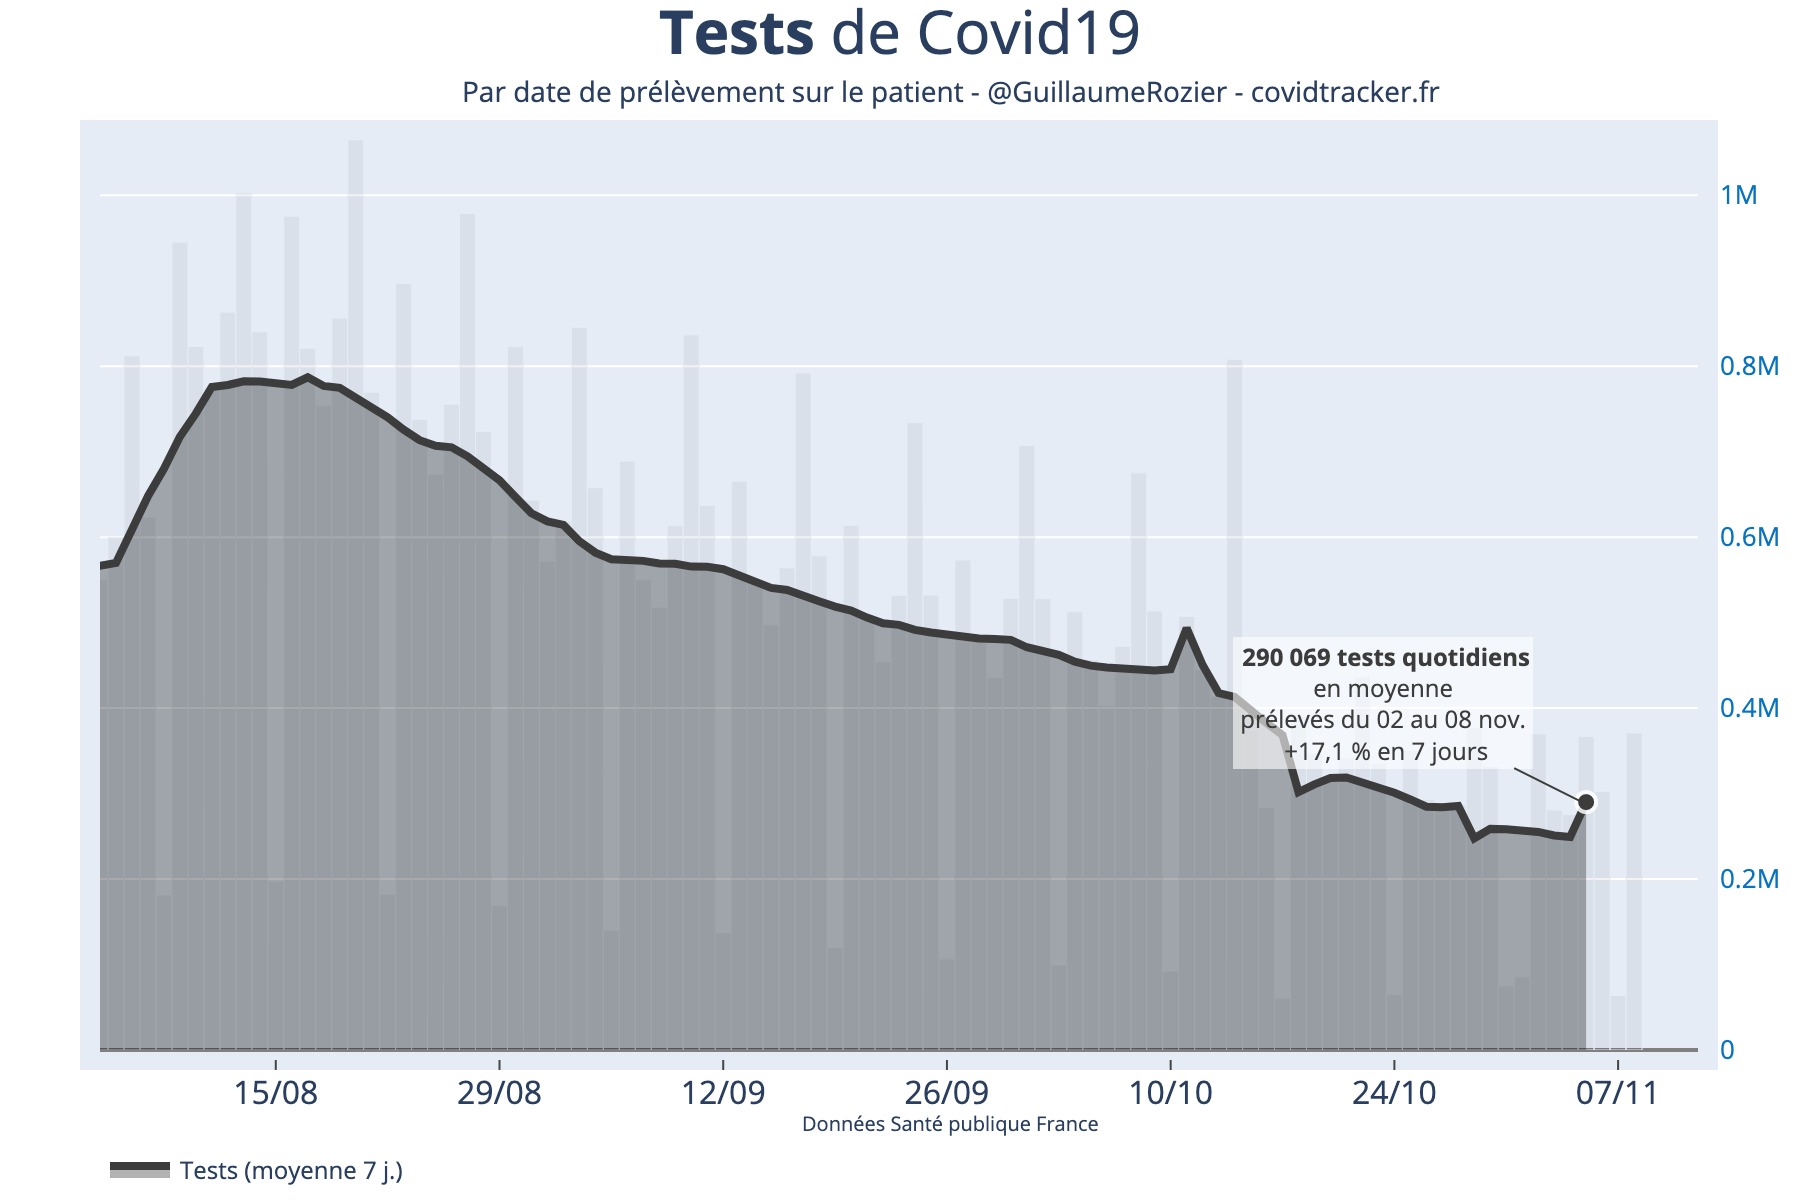 Tests de Covid19
Par date de prélèvement sur le patient - @GuillaumeRozier - covidtracker.fr
1M
0.8M
0.6M
290 069 tests quotidiens
en moyenne
prélevés du 02 au 08 nov.
+17,1 % en 7 jours
0.4M
0.2M
0
15/08 29/08 12/09 26/09 10/10 24/10 07/11
Données Santé publique France
Tests (moyenne 7 j.)